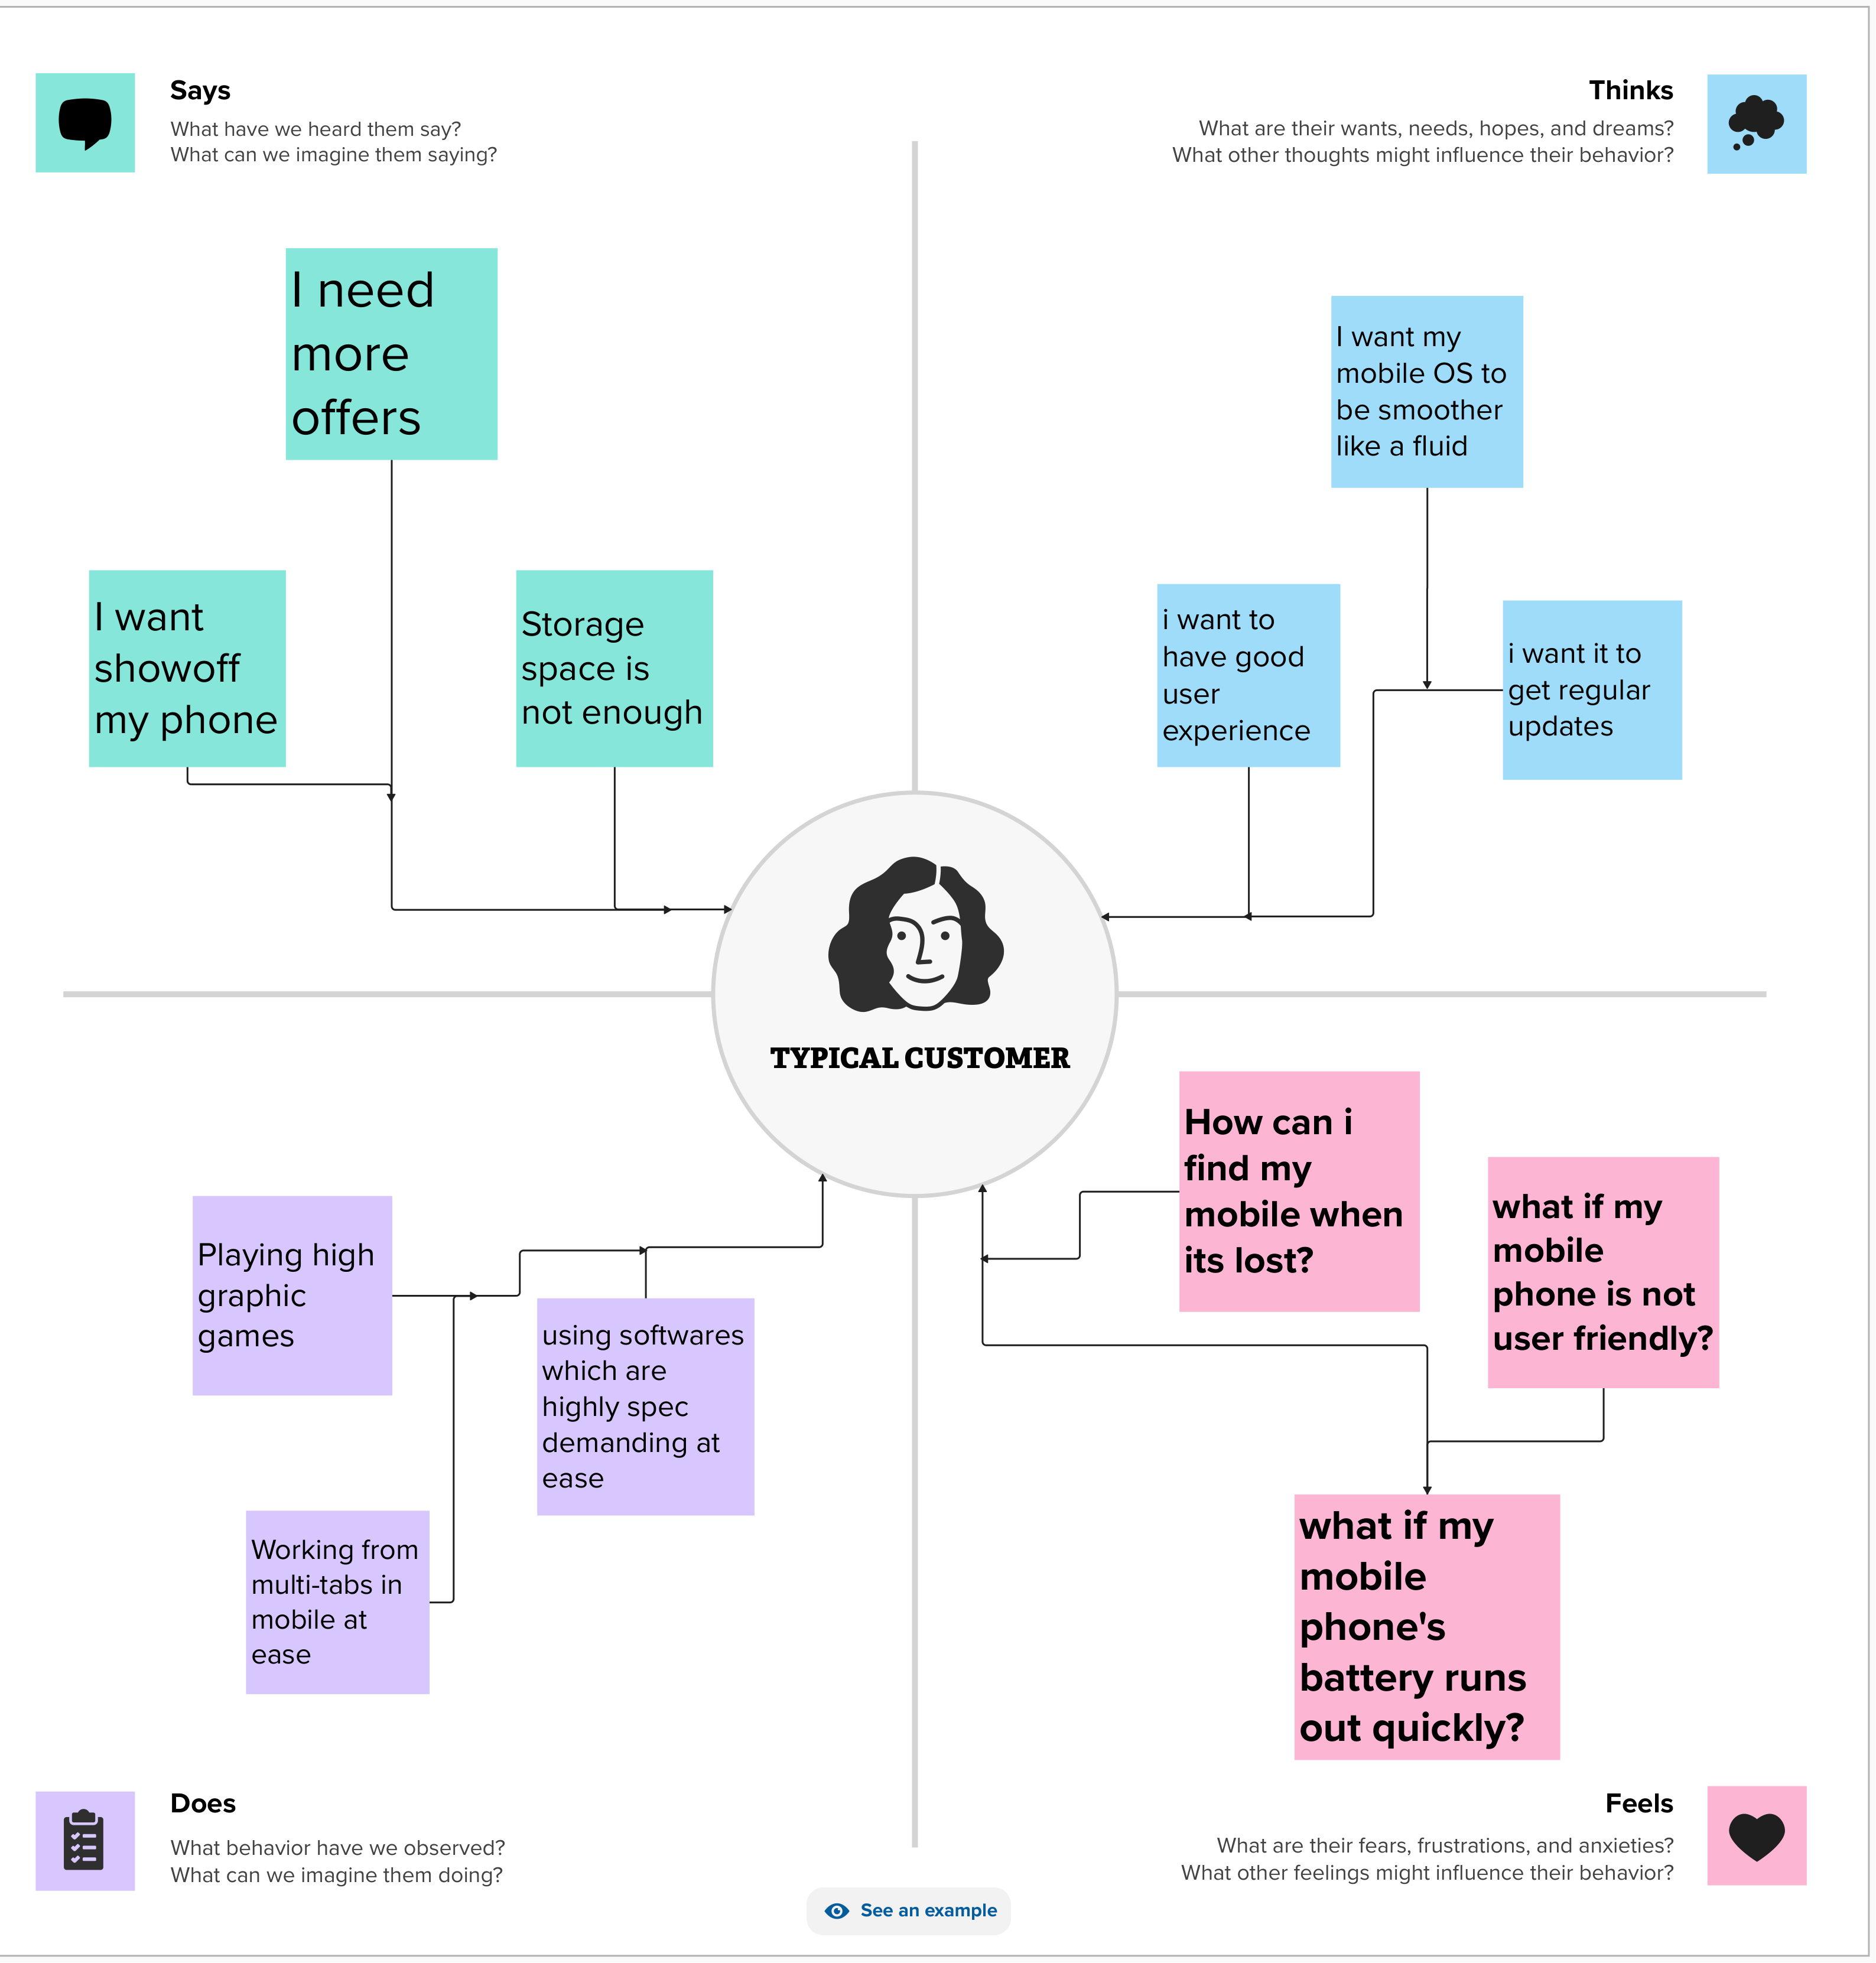 Says
What have we heard them say?
What can we imagine them saying?
Thinks
What are their wants, needs, hopes, and dreams?
What other thoughts might influence their behavior?
I need
more
offers
I want
showoff
my phone
Storage
space is
not enough
I want my
mobile OS to
be smoother
like a fluid
i want to
have good
user
experience
i want it to
get regular
updates
TYPICAL CUSTOMER
Playing high
graphic
games
using softwares
which are
highly spec
demanding at
ease
Working from
multi-tabs in
mobile at
ease
How can i
find my
mobile when
its lost?
what if my
mobile
phone is not
user friendly?
what if my
mobile
phone's
battery runs
out quickly?
Does
What behavior have we observed?
What can we imagine them doing?
Feels
What are their fears, frustrations, and anxieties?
What other feelings might influence their behavior?
See an example